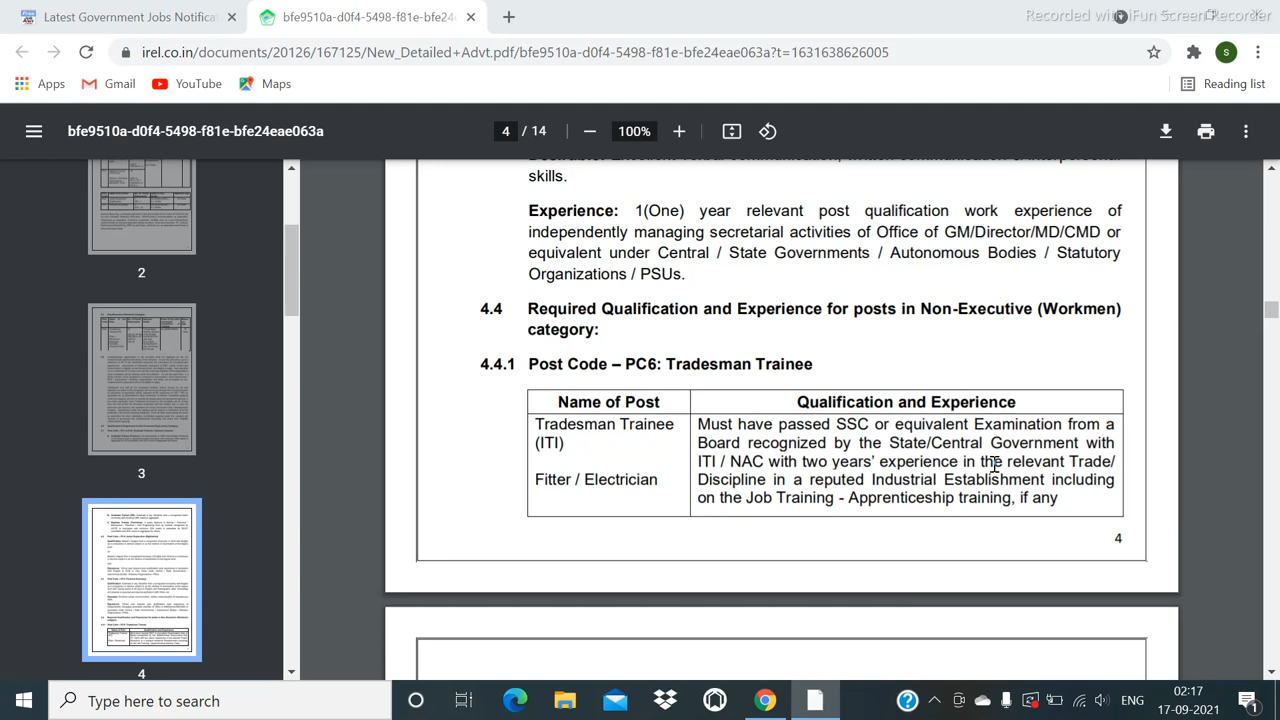 Latest Government Jobs Notificat
bfe9510a-d0f4-5498-f81e-bfe24
Recorded with iFun Screen Recorder
irel.co.in/documents/20126/167125/New_Detailed+Advt.pdf/bfe9510a-d0f4-5498-f81e-bfe24eae063a?t=1631638626005
S
Apps
Gmail
YouTube
Maps
Reading list
bfe9510a-d0f4-5498-f81e-bfe24eae063a
4 / 14
100%
skills.
Experience: 1(One) year relevant post qualification work experience of
independently managing secretarial activities of Office of GM/Director/MD/CMD or
equivalent under Central / State Governments / Autonomous Bodies / Statutory
Organizations / PSUs.
4.4 Required Qualification and Experience for posts in Non-Executive (Workmen)
category:
4.4.1 Post Code – PC6: Tradesman Trainee
Name of Post
Qualification and Experience
Tradesman Trainee
(ITI)
Fitter / Electrician
Must have passed SSC or equivalent Examination from a
Board recognized by the State/Central Government with
ITI / NAC with two years' experience in the relevant Trade/
Discipline in a reputed Industrial Establishment including
on the Job Training - Apprenticeship training, if any
4
2
3
4
Type here to search
ENG
02:17
17-09-2021
1